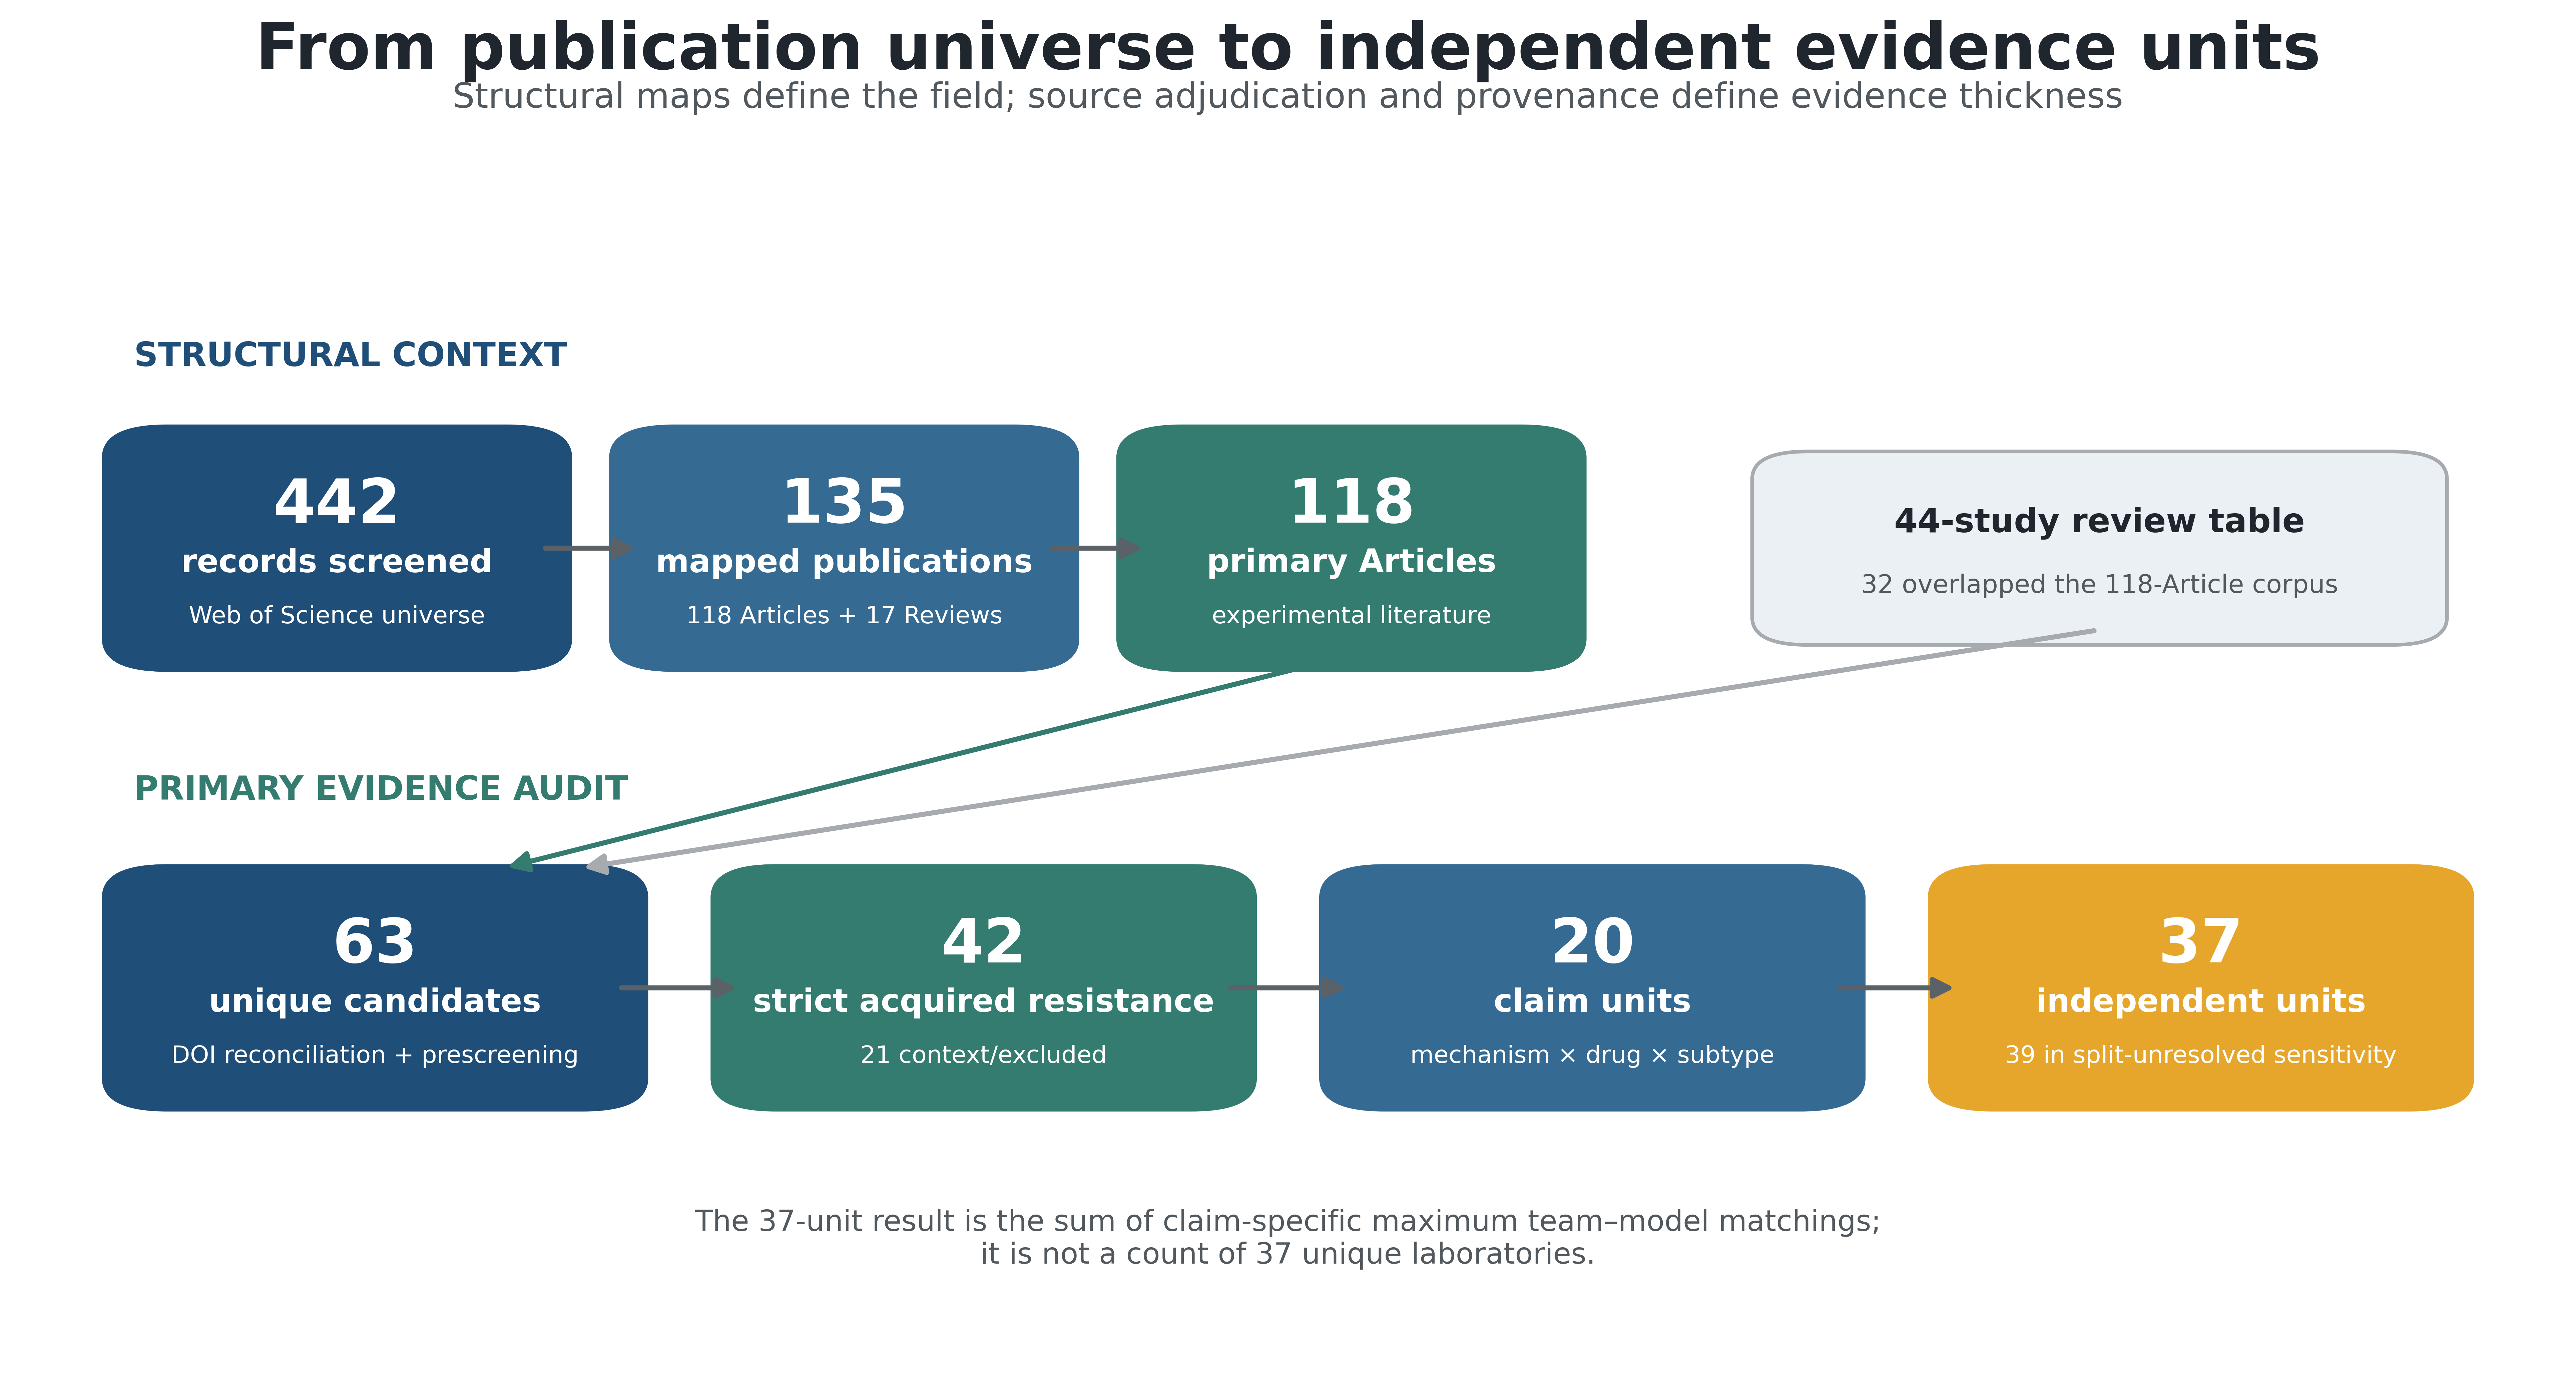 From publication universe to independent evidence units
Structural maps define the field; source adjudication and provenance define evidence thickness
STRUCTURAL CONTEXT
442
records screened
Web of Science universe
135
mapped publications
118 Articles + 17 Reviews
118
primary Articles
experimental literature
44-study review table
32 overlapped the 118-Article corpus
PRIMARY EVIDENCE AUDIT
63
unique candidates
DOI reconciliation + prescreening
42
strict acquired resistance
21 context/excluded
20
claim units
mechanism × drug × subtype
37
independent units
39 in split-unresolved sensitivity
The 37-unit result is the sum of claim-specific maximum team–model matchings;
it is not a count of 37 unique laboratories.